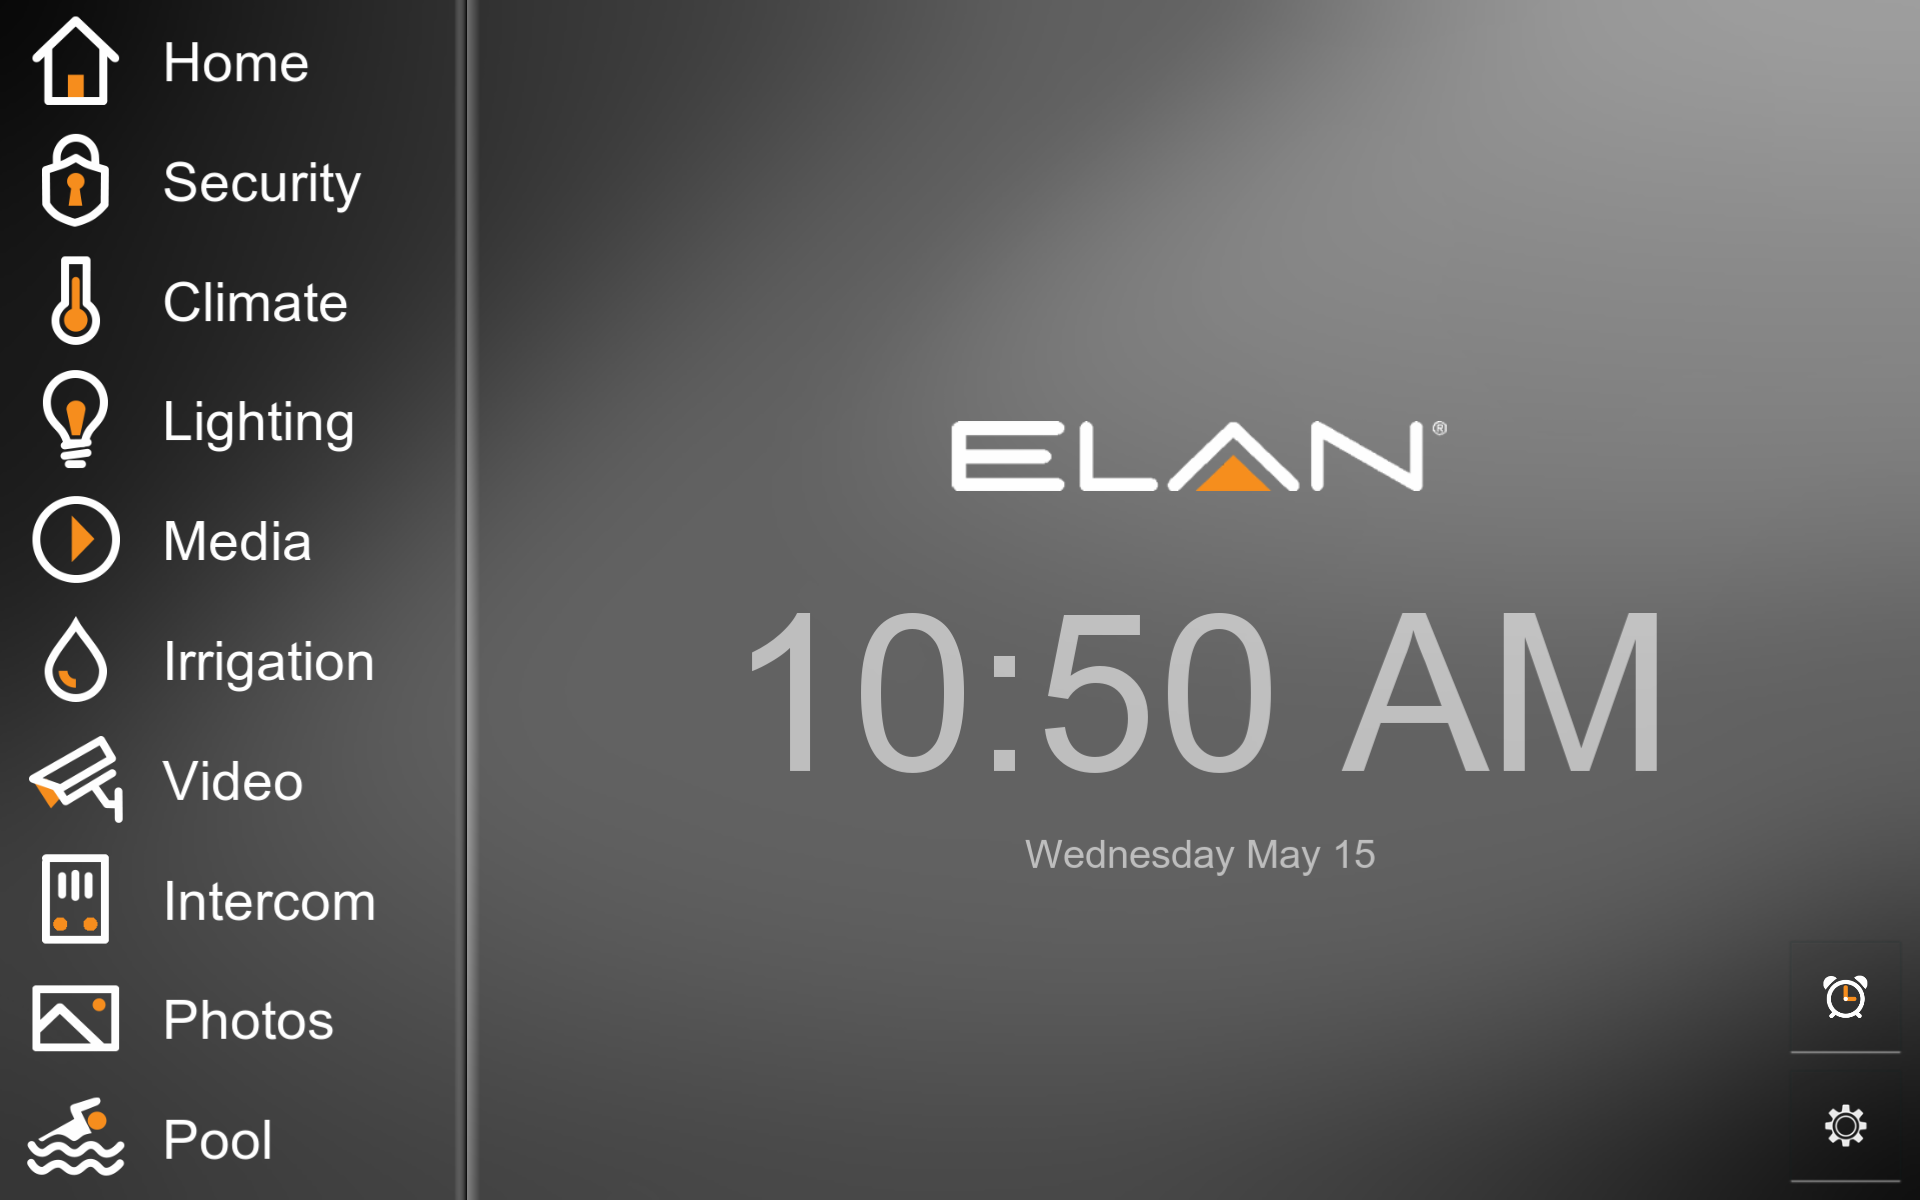 Home
Security
Climate
Lighting
Media
Irrigation
Video
Intercom
Photos
Pool
ELAN®
10:50 AM
Wednesday May 15